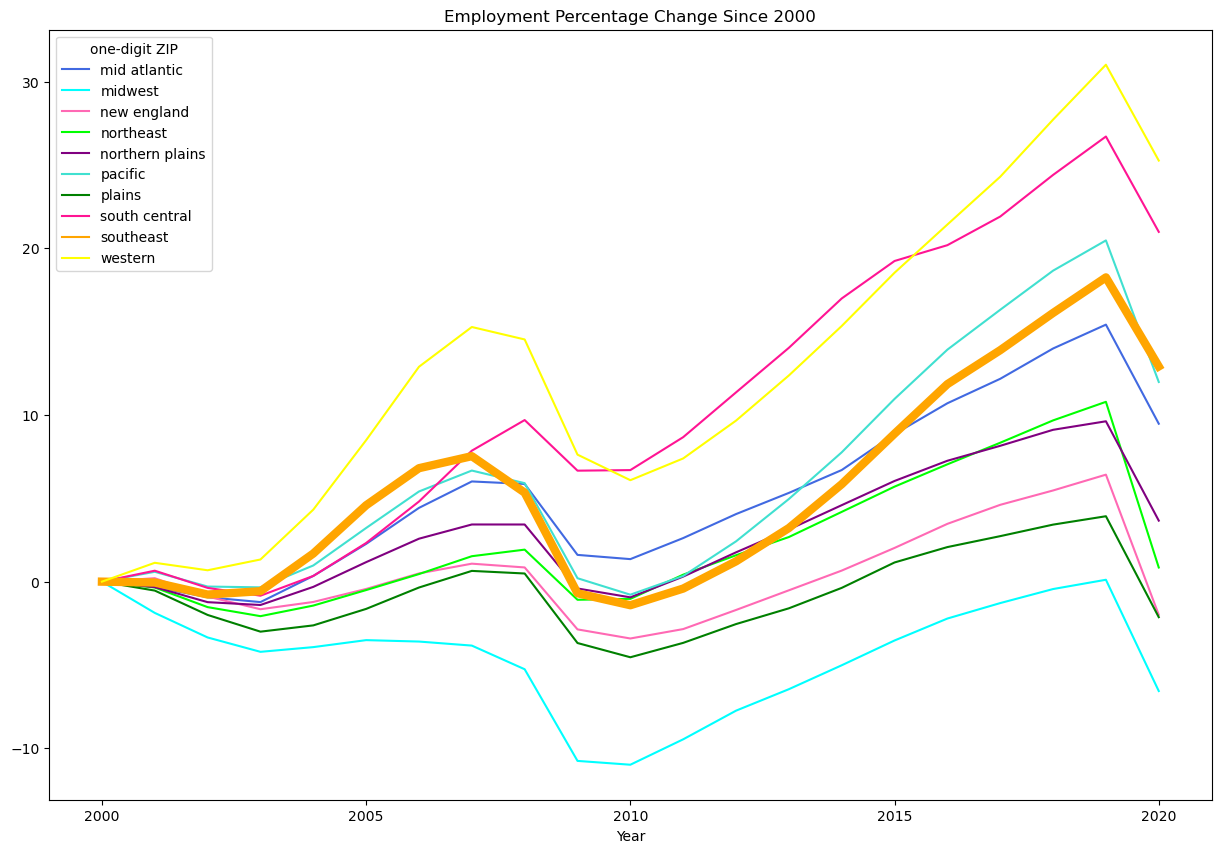 Employment Percentage Change Since 2000
one-digit ZIP
mid atlantic
midwest
new england
northeast
northern plains
pacific
plains
south central
southeast
western
30
20
10
0
−10
2000 2005 2010 2015 2020
Year